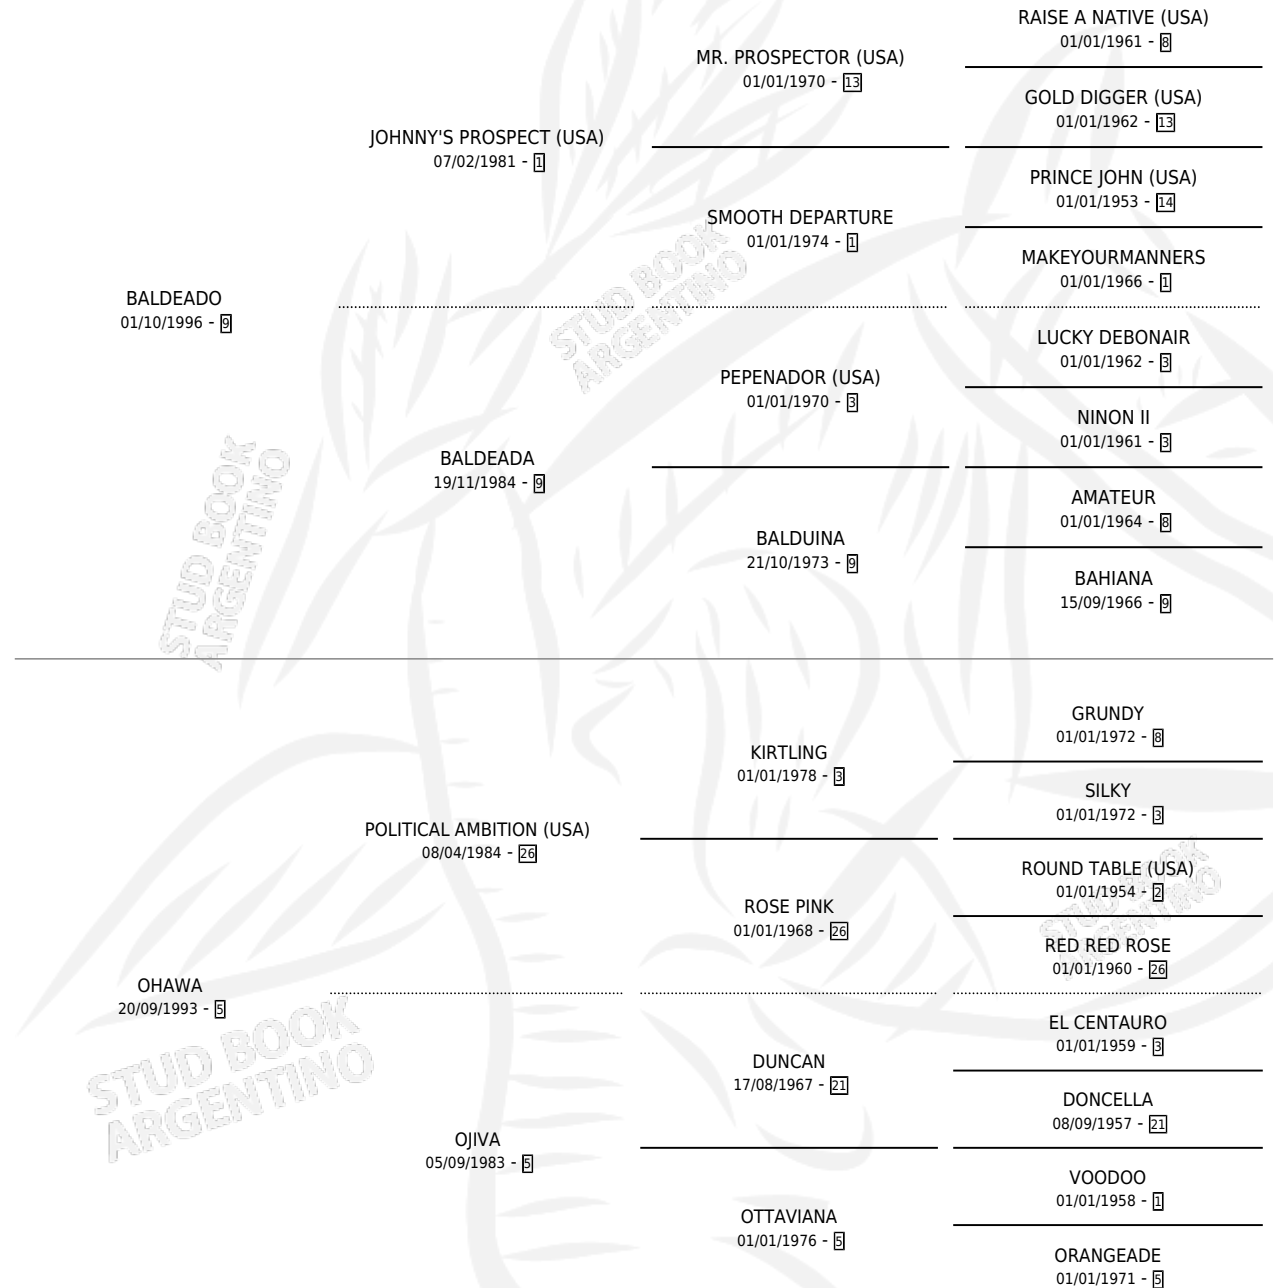 RAISE A NATIVE (USA)
01/01/1961 - 8
MR. PROSPECTOR (USA)
01/01/1970 - 13
GOLD DIGGER (USA)
01/01/1962 - 13
JOHNNY'S PROSPECT (USA)
07/02/1981 - 1
PRINCE JOHN (USA)
01/01/1953 - 14
SMOOTH DEPARTURE
01/01/1974 - 1
MAKEYOURMANNERS
01/01/1966 - 1
BALDEADO
01/10/1996 - 9
STUD BOOK
ARGENTINO
LUCKY DEBONAIR
01/01/1962 - 3
PEPENADOR (USA)
01/01/1970 - 3
NINON II
01/01/1961 - 3
BALDEADA
19/11/1984 - 9
AMATEUR
01/01/1964 - 8
BALDUINA
21/10/1973 - 9
BAHIANA
15/09/1966 - 9
STUD BOOK
ARGENTINO
GRUNDY
01/01/1972 - 8
KIRTLING
01/01/1978 - 3
SILKY
01/01/1972 - 3
POLITICAL AMBITION (USA)
08/04/1984 - 26
ROUND TABLE (USA)
01/01/1954 - 2
ROSE PINK
01/01/1968 - 26
STUD BOOK
ARGENTINO
RED RED ROSE
01/01/1960 - 26
OHAWA
20/09/1993 - 5
STUD BOOK
ARGENTINO
EL CENTAURO
01/01/1959 - 3
DUNCAN
17/08/1967 - 21
DONCELLA
08/09/1957 - 21
OJIVA
05/09/1983 - 5
VOODOO
01/01/1958 - 1
OTTAVIANA
01/01/1976 - 5
ORANGEADE
01/01/1971 - 5